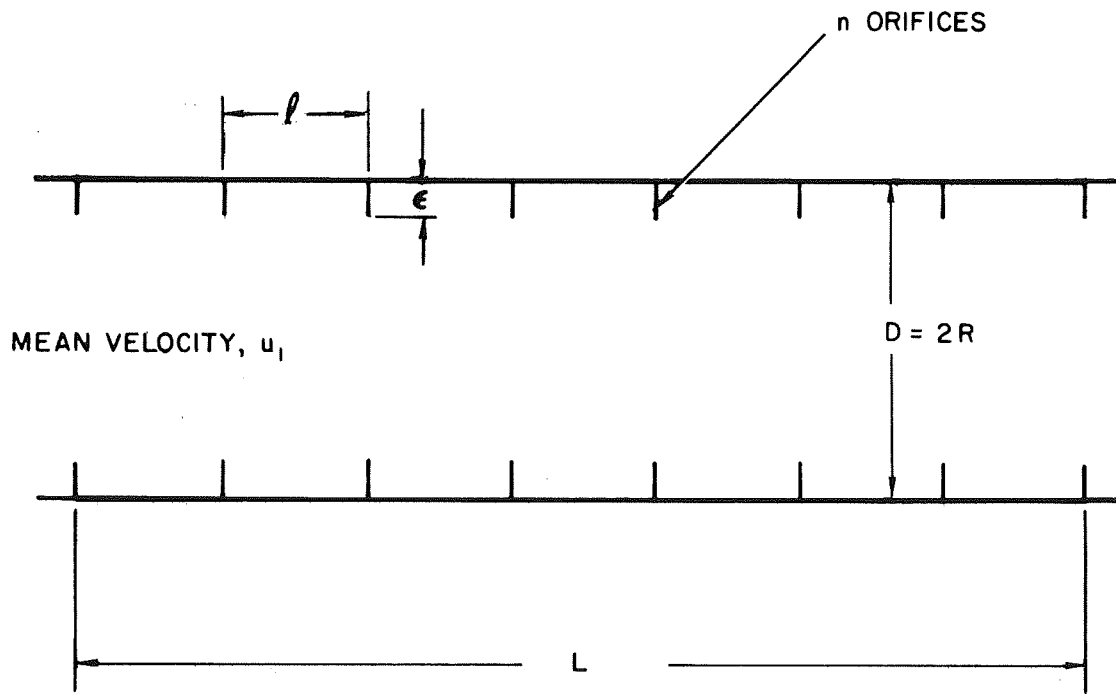 n ORIFICES
ℓ
ϵ
MEAN VELOCITY, u₁
D = 2R
L